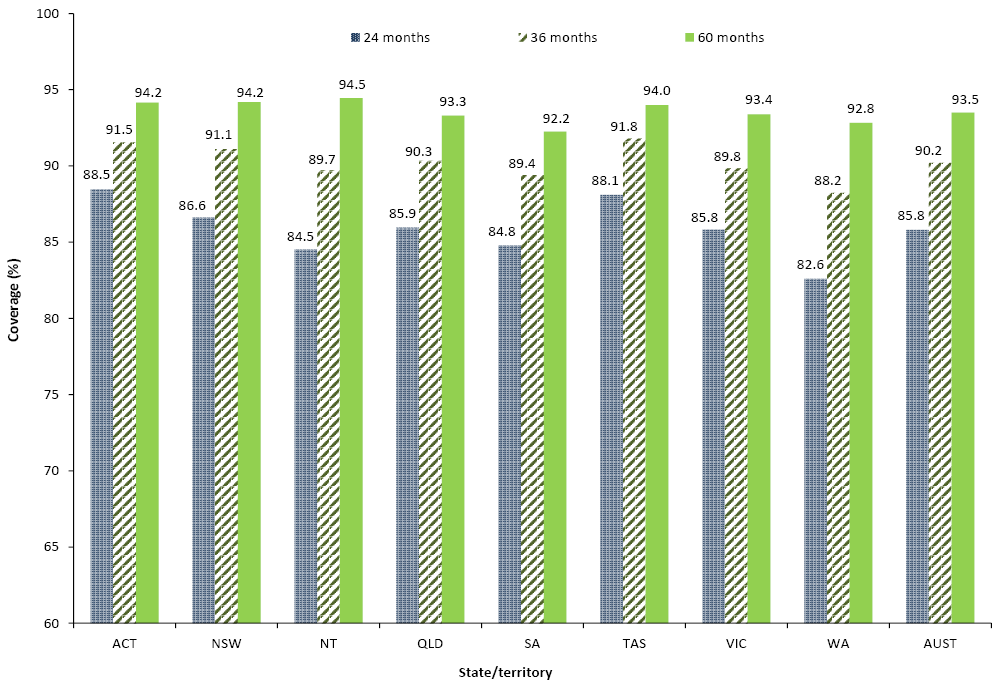 24 months 36 months 60 months
100
95
90
85
80
75
70
65
60
Coverage (%)
88.5 91.5 94.2
86.6 91.1 94.2
84.5 89.7 94.5
85.9 90.3 93.3
84.8 89.4 92.2
88.1 91.8 94.0
85.8 89.8 93.4
82.6 88.2 92.8
85.8 90.2 93.5
ACT NSW NT QLD SA TAS VIC WA AUST
State/territory